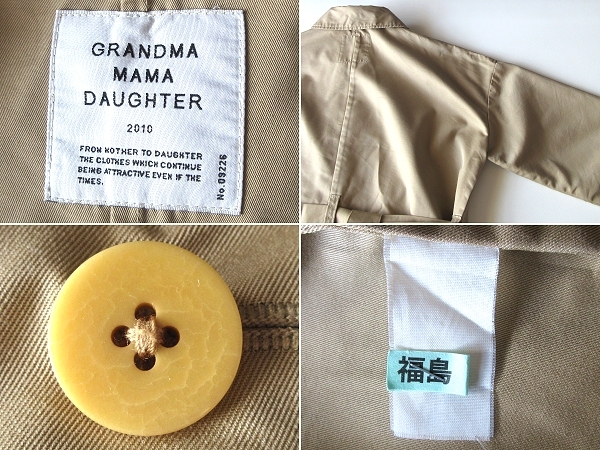 GRANDMA
MAMA
DAUGHTER
2010
FROM MOTHER TO DAUGHTER
THE CLOTHES WHICH CONTINUE
BEING ATTRACTIVE EVEN IF THE
TIMES.
No.09226
福島